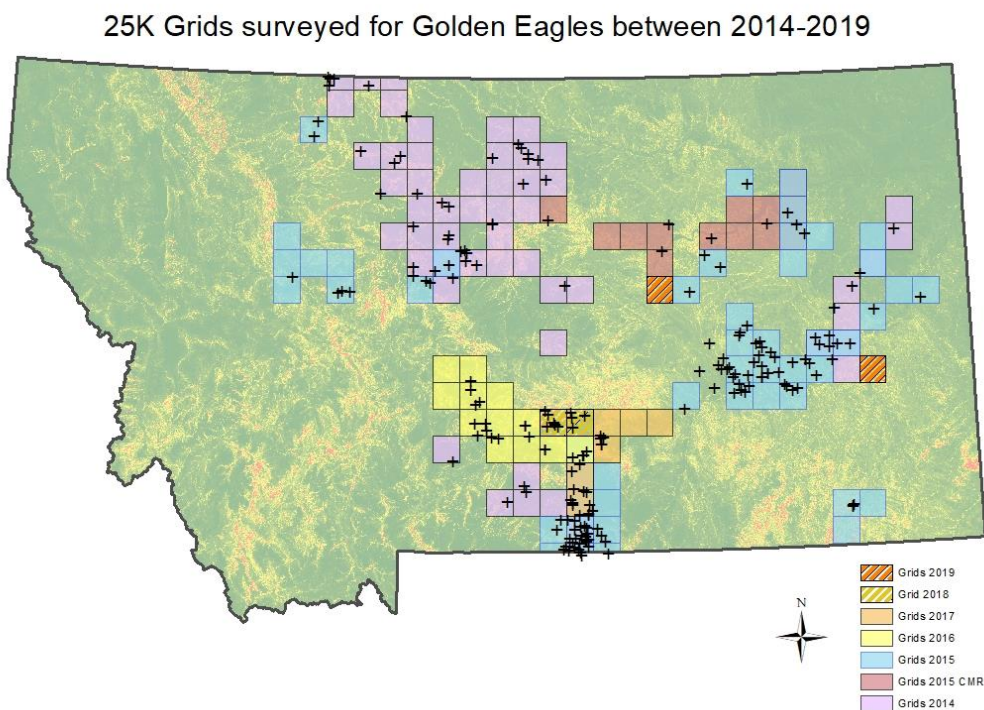 25K Grids surveyed for Golden Eagles between 2014-2019
N
Grids 2019
Grid 2018
Grids 2017
Grids 2016
Grids 2015
Grids 2015 CMR
Grids 2014